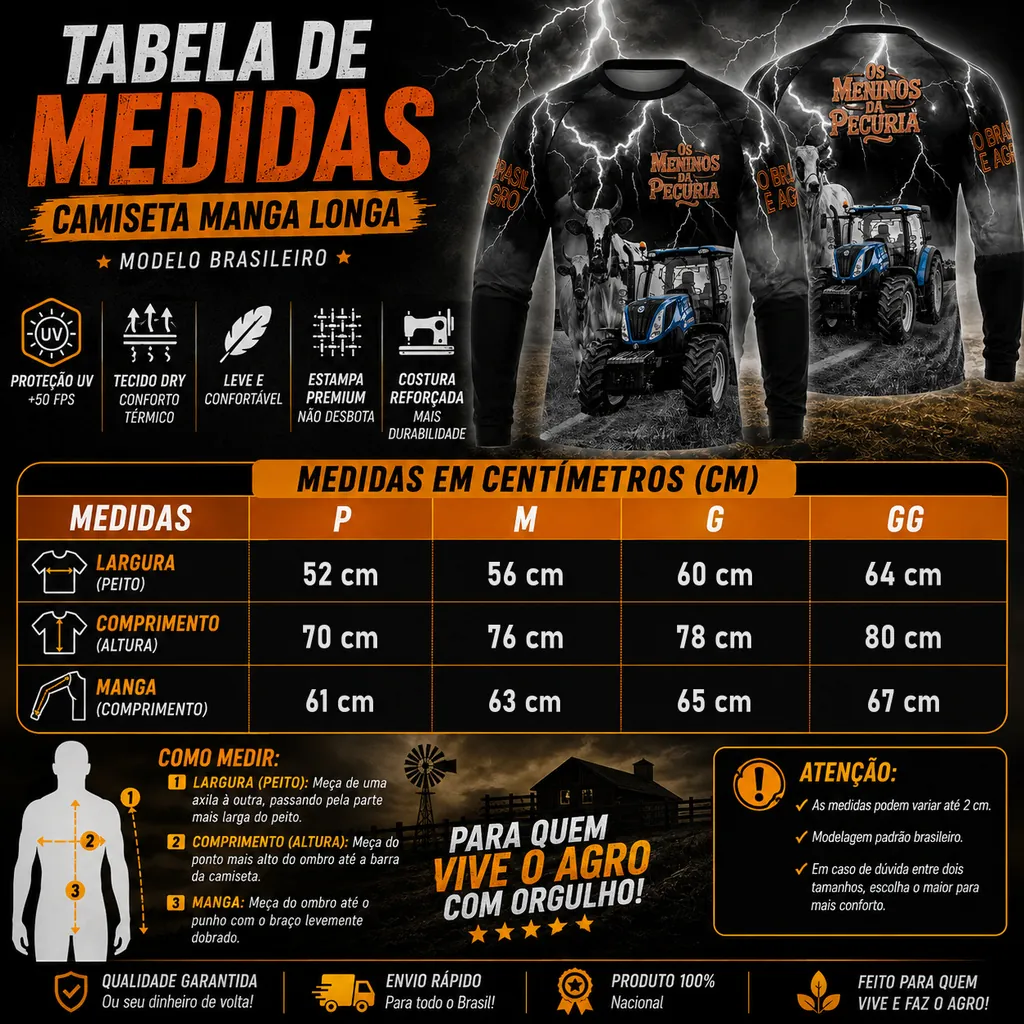 TABELA DE
MEDIDAS
CAMISETA MANGA LONGA
MODELO BRASILEIRO
UV
PROTEÇÃO UV
+50 FPS
TECIDO DRY
CONFORTO
TÉRMICO
LEVE E
CONFORTÁVEL
ESTAMPA
PREMIUM
NÃO DESBOTA
COSTURA
REFORÇADA
MAIS
DURABILIDADE
OS
MENINOS
DA
PECURIA
BRASIL
GRO
O BRA
E AG
OS
MENINOS
DA
PECURIA
O BRA
E AGR
MEDIDAS EM CENTÍMETROS (CM)
MEDIDAS P M G GG
LARGURA (PEITO) 52 cm 56 cm 60 cm 64 cm
COMPRIMENTO (ALTURA) 70 cm 76 cm 78 cm 80 cm
MANGA (COMPRIMENTO) 61 cm 63 cm 65 cm 67 cm
1
2
3
COMO MEDIR:
1 LARGURA (PEITO): Meça de uma
axila à outra, passando pela parte
mais larga do peito.
2 COMPRIMENTO (ALTURA): Meça do
ponto mais alto do ombro até a barra
da camiseta.
3 MANGA: Meça do ombro até o
punho com o braço levemente
dobrado.
PARA QUEM
VIVE O AGRO
COM ORGULHO!
ATENÇÃO:
As medidas podem variar até 2 cm.
Modelagem padrão brasileiro.
Em caso de dúvida entre dois
tamanhos, escolha o maior para
mais conforto.
QUALIDADE GARANTIDA
Ou seu dinheiro de volta!
ENVIO RÁPIDO
Para todo o Brasil!
PRODUTO 100%
Nacional
FEITO PARA QUEM
VIVE E FAZ O AGRO!